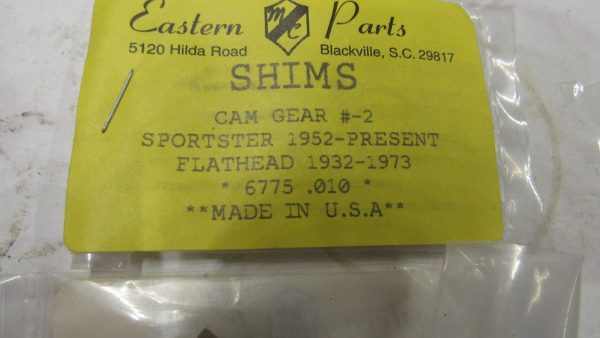 Eastern MC Parts
5120 Hilda Road Blackville, S.C. 29817
SHIMS
CAM GEAR #-2
SPORTSTER 1952-PRESENT
FLATHEAD 1932-1973
* 6775 .010 *
**MADE IN U.S.A**